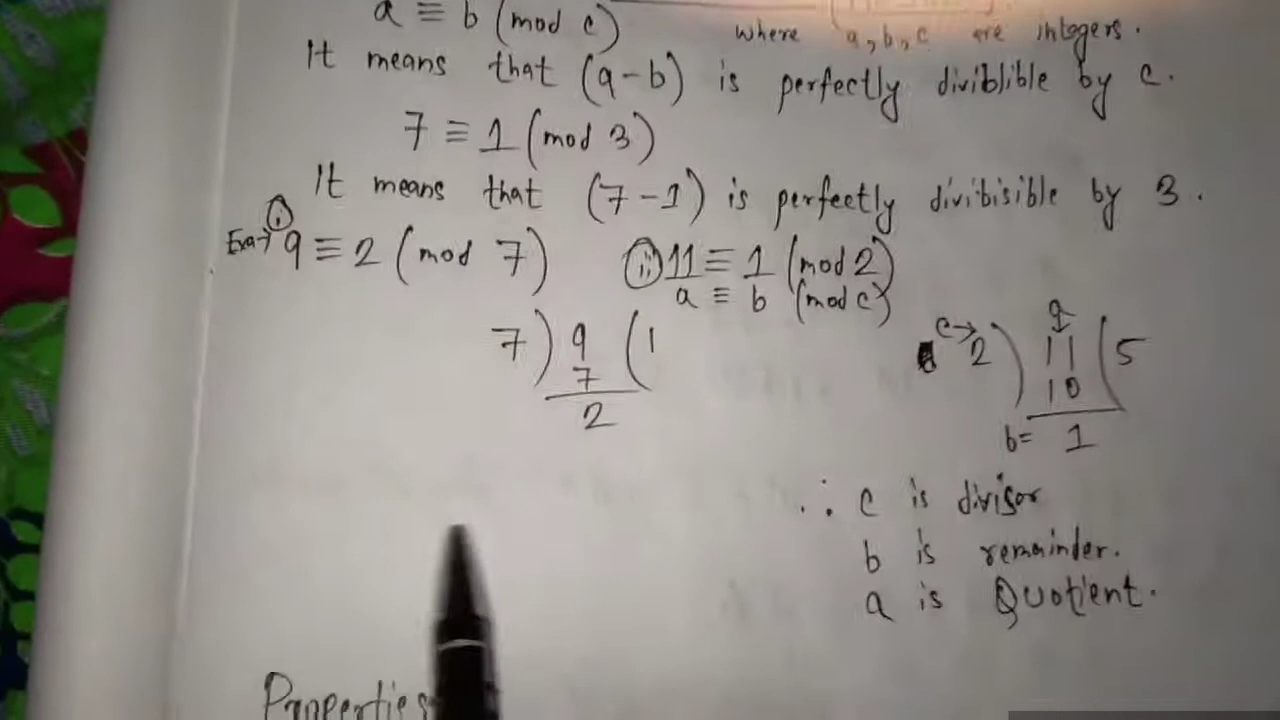 a ≡ b (mod c) where a, b, c are integers.
It means that (a-b) is perfectly diviblible by c.
7 ≡ 1 (mod 3)
It means that (7-1) is perfectly divibisible by 3.
Exa→ (i) 9 ≡ 2 (mod 7) (ii) 11 ≡ 1 (mod 2)
a ≡ b (mod c)
7) 9 (1
7
2
a
c→ 2) 11 (5
10
b= 1
∴ c is divisor
b is remainder.
a is Quotient.
Properties